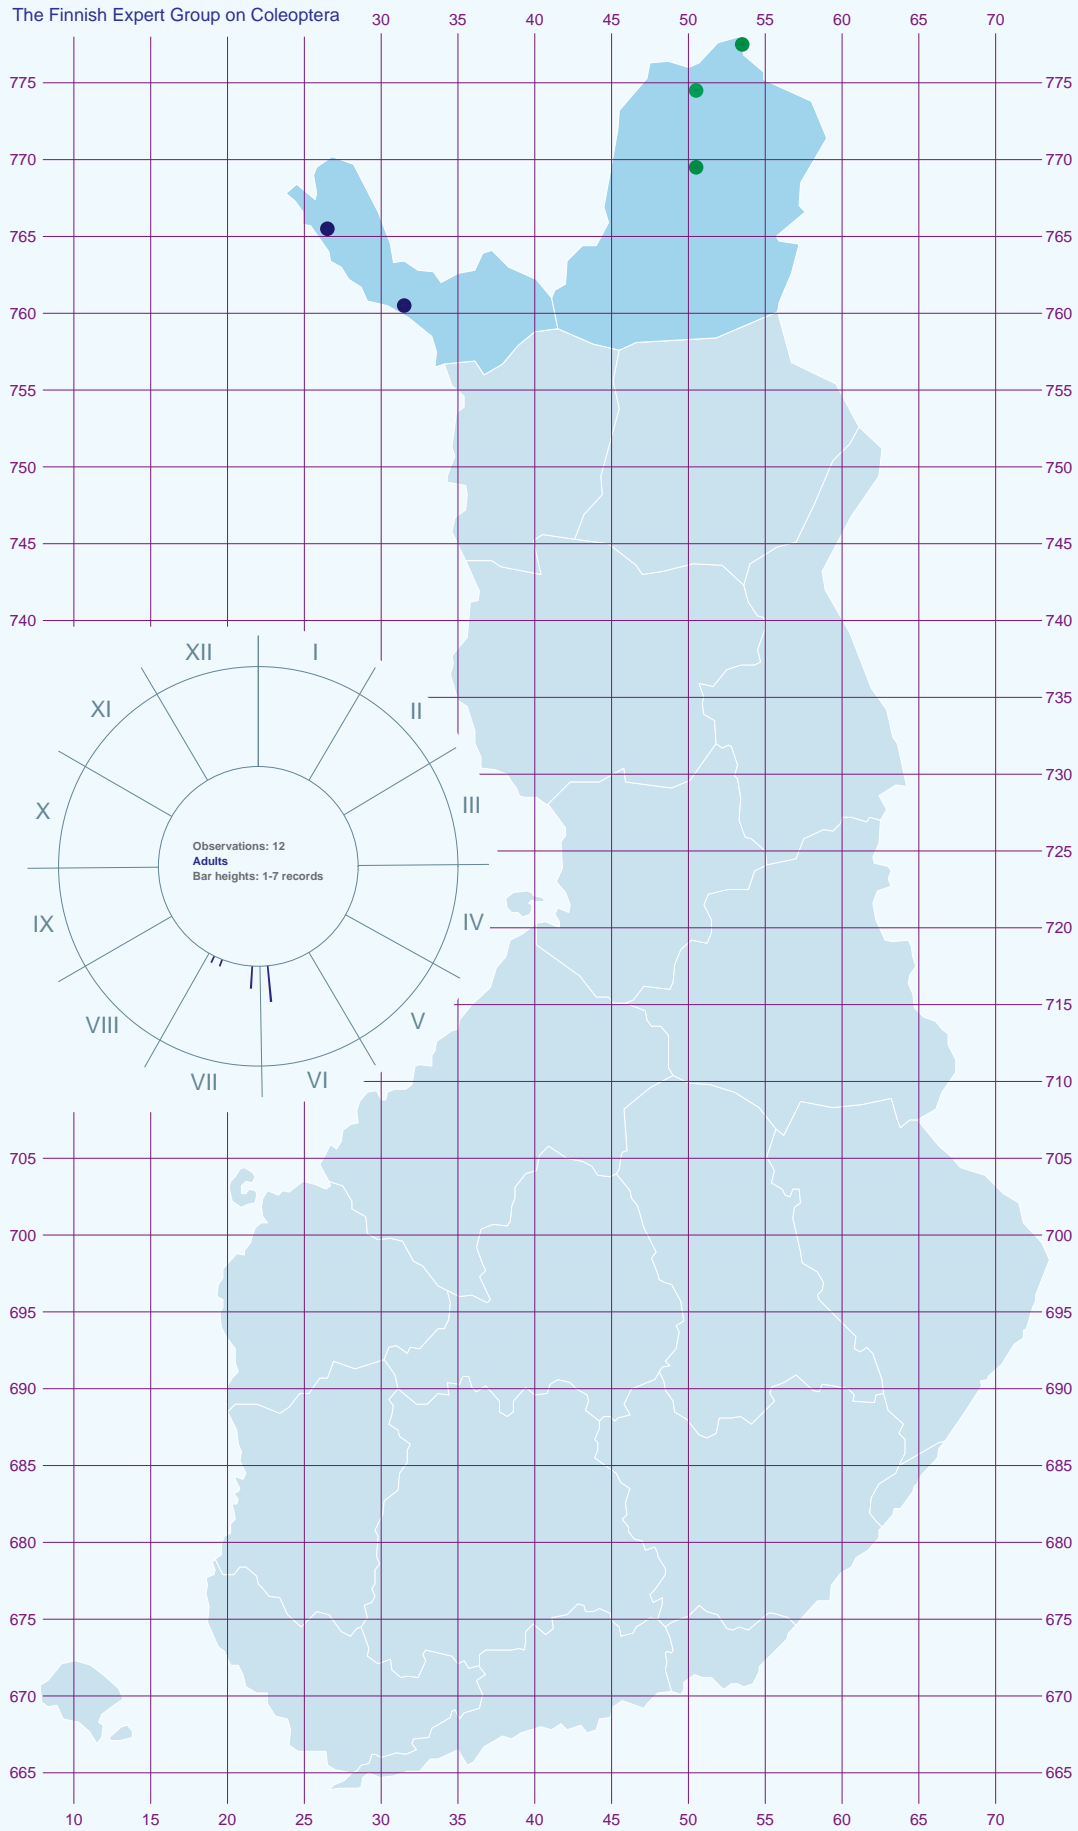 The Finnish Expert Group on Coleoptera
30 35 40 45 50 55 60 65 70
775 775
770 770
765 765
760 760
755 755
750 750
745 745
740 740
XII I
XI II
735
730
X III
Observations: 12
Adults
Bar heights: 1-7 records
725
IX IV
720
715
VIII V
VII VI
710
705 705
700 700
695 695
690 690
685 685
680 680
675 675
670 670
665 665
10 15 20 25 30 35 40 45 50 55 60 65 70